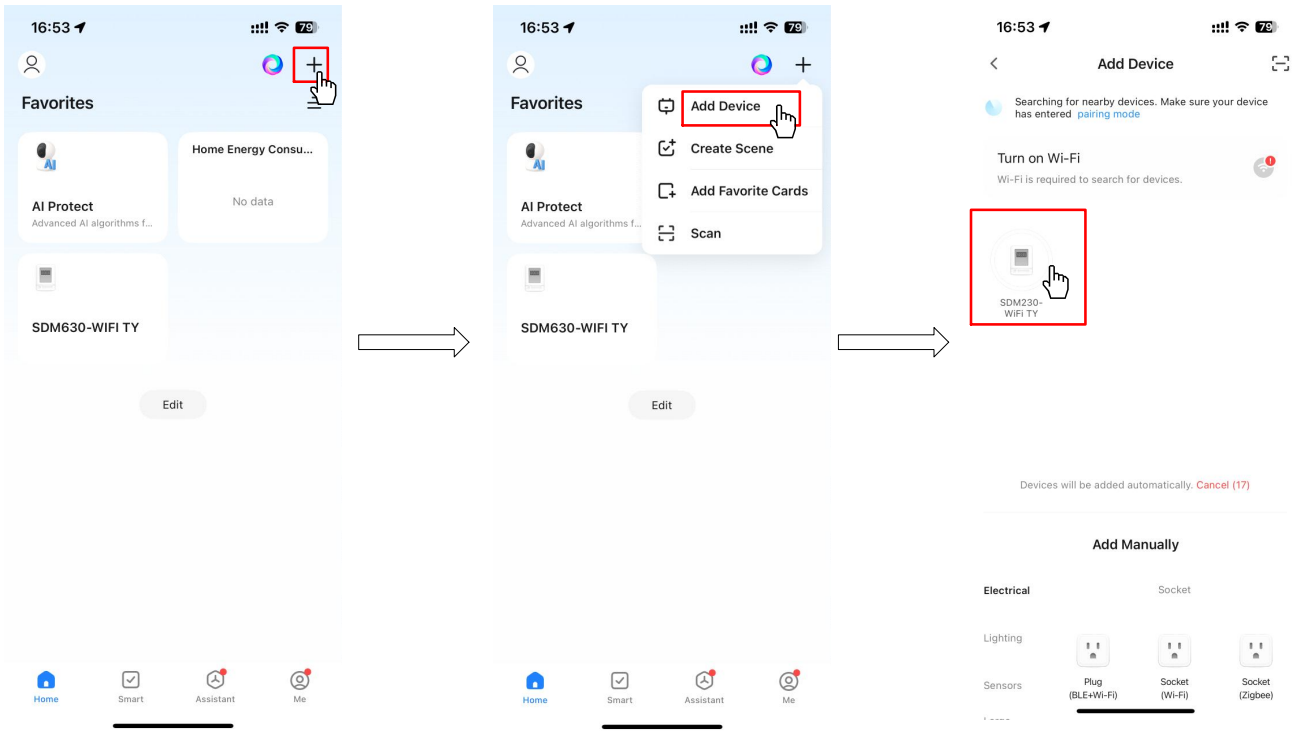 16:53
79
Favorites
AI
AI Protect
Advanced AI algorithms f...
Home Energy Consu...
No data
SDM630-WIFI TY
Edit
Home
Smart
Assistant
Me
16:53
79
Favorites
Add Device
Create Scene
Add Favorite Cards
Scan
AI
AI Protect
Advanced AI algorithms f...
SDM630-WIFI TY
Edit
Home
Smart
Assistant
Me
16:53
79
Add Device
Searching for nearby devices. Make sure your device
has entered pairing mode
Turn on Wi-Fi
Wi-Fi is required to search for devices.
SDM230-
WiFi TY
Devices will be added automatically. Cancel (17)
Add Manually
Electrical
Socket
Lighting
Sensors
Plug
(BLE+Wi-Fi)
Socket
(Wi-Fi)
Socket
(Zigbee)